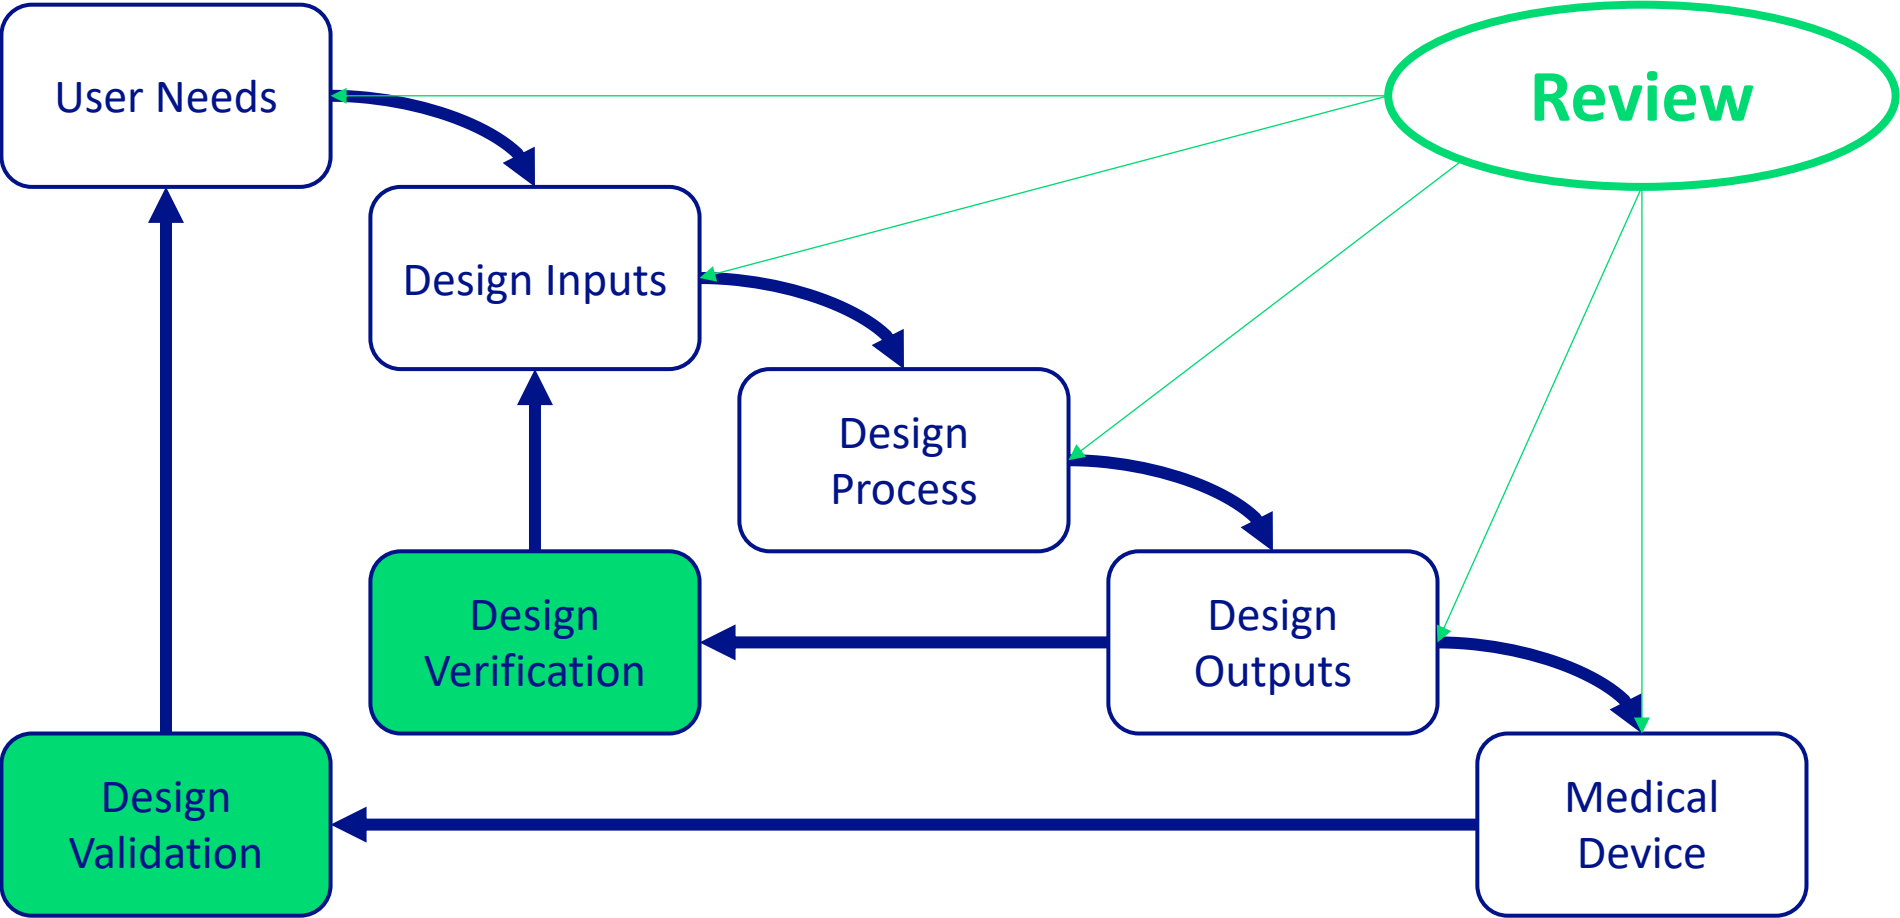 User Needs
Review
Design Inputs
Design
Process
Design
Verification
Design
Outputs
Design
Validation
Medical
Device